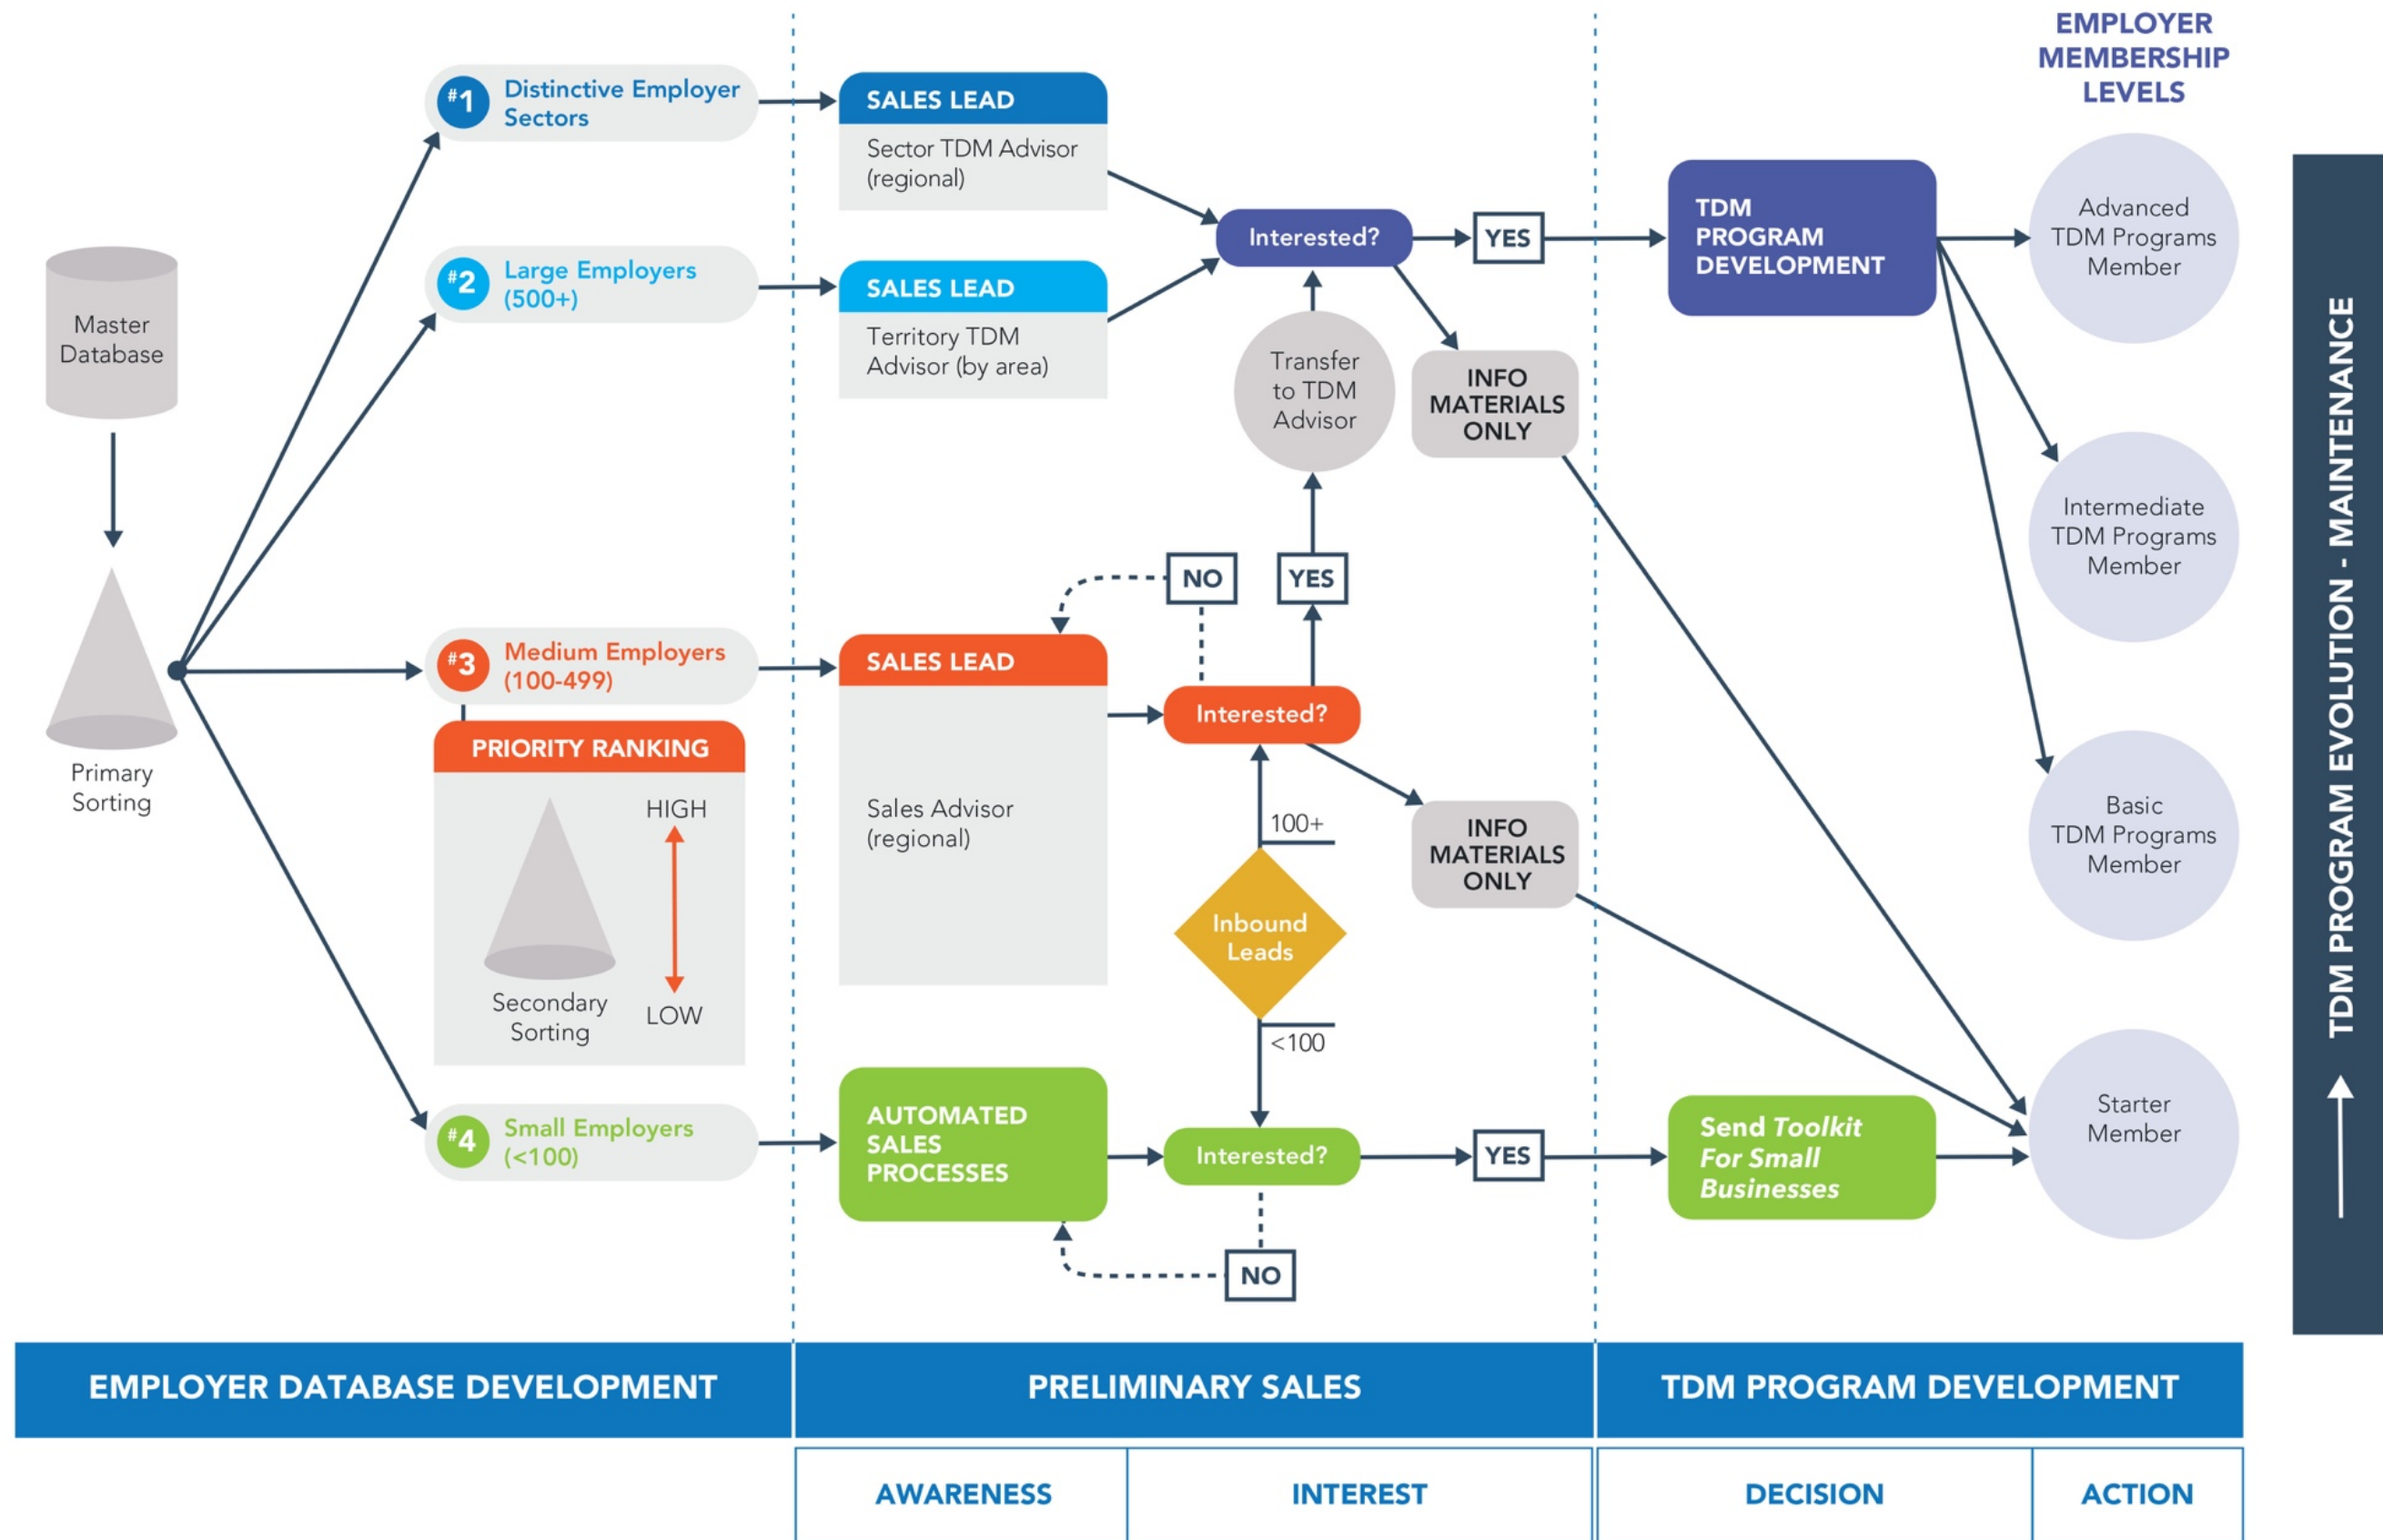 EMPLOYER
MEMBERSHIP
LEVELS
#1
Distinctive Employer
Sectors
SALES LEAD
Sector TDM Advisor
(regional)
#2
Large Employers
(500+)
SALES LEAD
Territory TDM
Advisor (by area)
Interested?
YES
TDM
PROGRAM
DEVELOPMENT
Advanced
TDM Programs
Member
Master
Database
Transfer
to TDM
Advisor
INFO
MATERIALS
ONLY
Intermediate
TDM Programs
Member
NO
YES
Primary
Sorting
#3
Medium Employers
(100-499)
PRIORITY RANKING
HIGH
Secondary
Sorting
LOW
SALES LEAD
Sales Advisor
(regional)
Interested?
100+
Inbound
Leads
<100
INFO
MATERIALS
ONLY
Basic
TDM Programs
Member
#4
Small Employers
(<100)
AUTOMATED
SALES
PROCESSES
Interested?
YES
NO
Send Toolkit
For Small
Businesses
Starter
Member
TDM PROGRAM EVOLUTION - MAINTENANCE
EMPLOYER DATABASE DEVELOPMENT
PRELIMINARY SALES
TDM PROGRAM DEVELOPMENT
AWARENESS
INTEREST
DECISION
ACTION